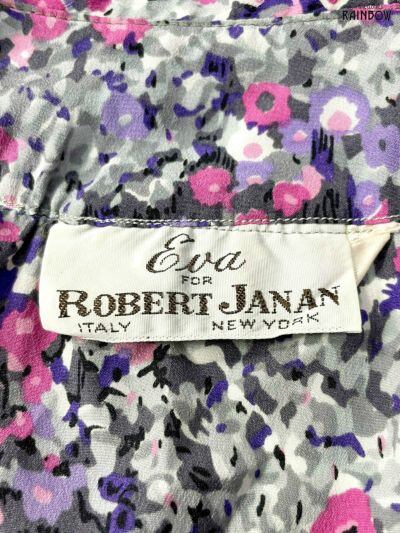 RAINBOW
Eva
FOR
ROBERT JANAN
ITALY NEW YORK